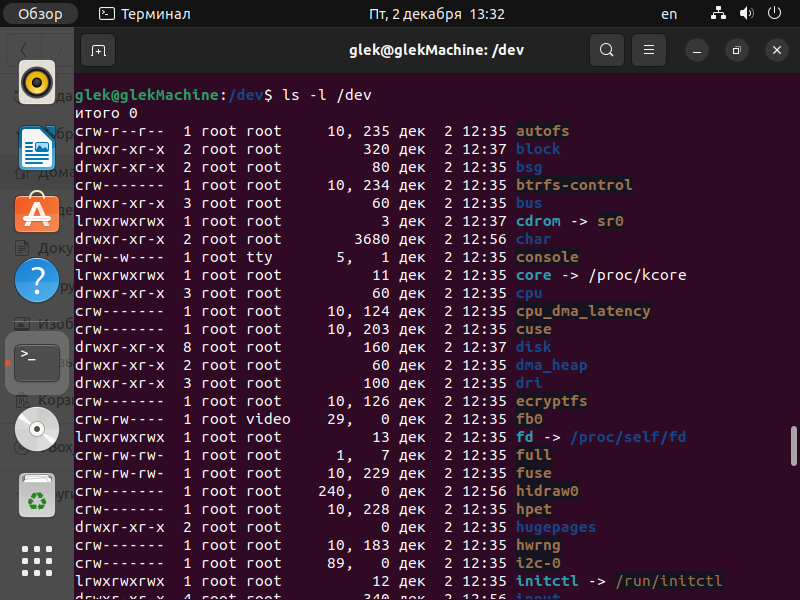 Обзор
Терминал
Пт, 2 декабря 13:32
en
glek@glekMachine: /dev
glek@glekMachine:/dev$ ls -l /dev
итого 0
crw-r--r-- 1 root root 10, 235 дек 2 12:35 autofs
drwxr-xr-x 2 root root 320 дек 2 12:37 block
drwxr-xr-x 2 root root 80 дек 2 12:35 bsg
crw------- 1 root root 10, 234 дек 2 12:35 btrfs-control
drwxr-xr-x 3 root root 60 дек 2 12:35 bus
lrwxrwxrwx 1 root root 3 дек 2 12:37 cdrom -> sr0
drwxr-xr-x 2 root root 3680 дек 2 12:56 char
crw--w---- 1 root tty 5, 1 дек 2 12:35 console
lrwxrwxrwx 1 root root 11 дек 2 12:35 core -> /proc/kcore
drwxr-xr-x 3 root root 60 дек 2 12:35 cpu
crw------- 1 root root 10, 124 дек 2 12:35 cpu_dma_latency
crw------- 1 root root 10, 203 дек 2 12:35 cuse
drwxr-xr-x 8 root root 160 дек 2 12:37 disk
drwxr-xr-x 2 root root 60 дек 2 12:35 dma_heap
drwxr-xr-x 3 root root 100 дек 2 12:35 dri
crw------- 1 root root 10, 126 дек 2 12:35 ecryptfs
crw-rw---- 1 root video 29, 0 дек 2 12:35 fb0
lrwxrwxrwx 1 root root 13 дек 2 12:35 fd -> /proc/self/fd
crw-rw-rw- 1 root root 1, 7 дек 2 12:35 full
crw-rw-rw- 1 root root 10, 229 дек 2 12:35 fuse
crw------- 1 root root 240, 0 дек 2 12:56 hidraw0
crw------- 1 root root 10, 228 дек 2 12:35 hpet
drwxr-xr-x 2 root root 0 дек 2 12:35 hugepages
crw------- 1 root root 10, 183 дек 2 12:35 hwrng
crw------- 1 root root 89, 0 дек 2 12:35 i2c-0
lrwxrwxrwx 1 root root 12 дек 2 12:35 initctl -> /run/initctl
drwxr-xr-x 4 root root 340 дек 2 12:56 input